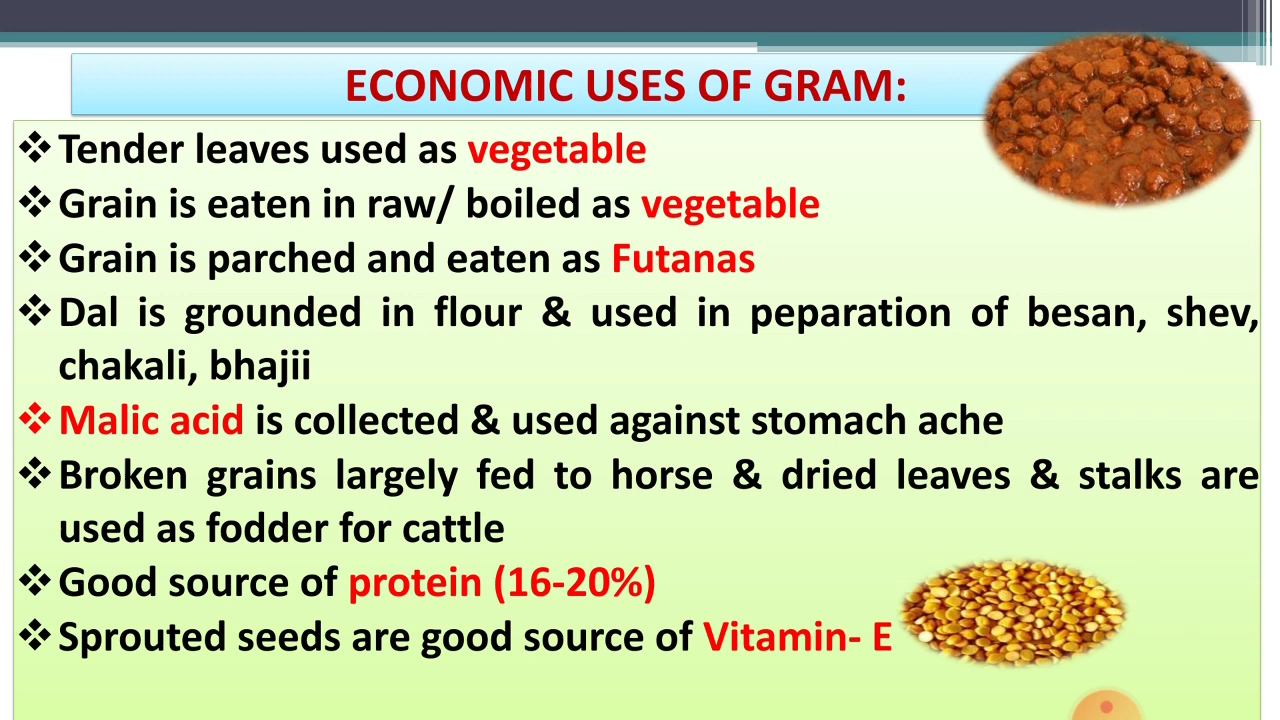 ECONOMIC USES OF GRAM:
❖Tender leaves used as vegetable
❖Grain is eaten in raw/ boiled as vegetable
❖Grain is parched and eaten as Futanas
❖Dal is grounded in flour & used in peparation of besan, shev,
chakali, bhajii
❖Malic acid is collected & used against stomach ache
❖Broken grains largely fed to horse & dried leaves & stalks are
used as fodder for cattle
❖Good source of protein (16-20%)
❖Sprouted seeds are good source of Vitamin- E